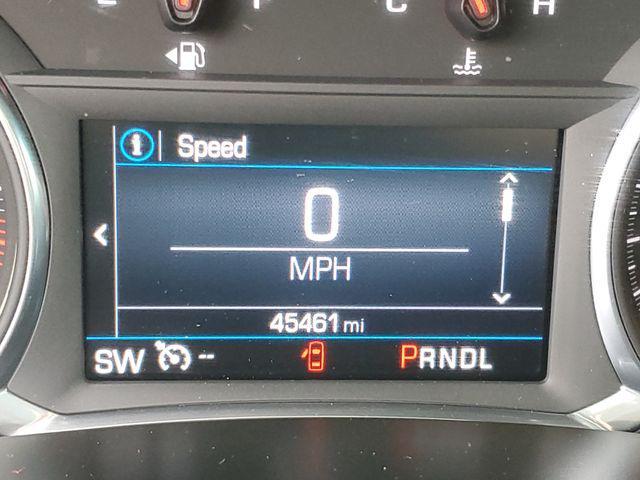 E F C H
Speed
0
MPH
45461 mi
SW -- PRNDL